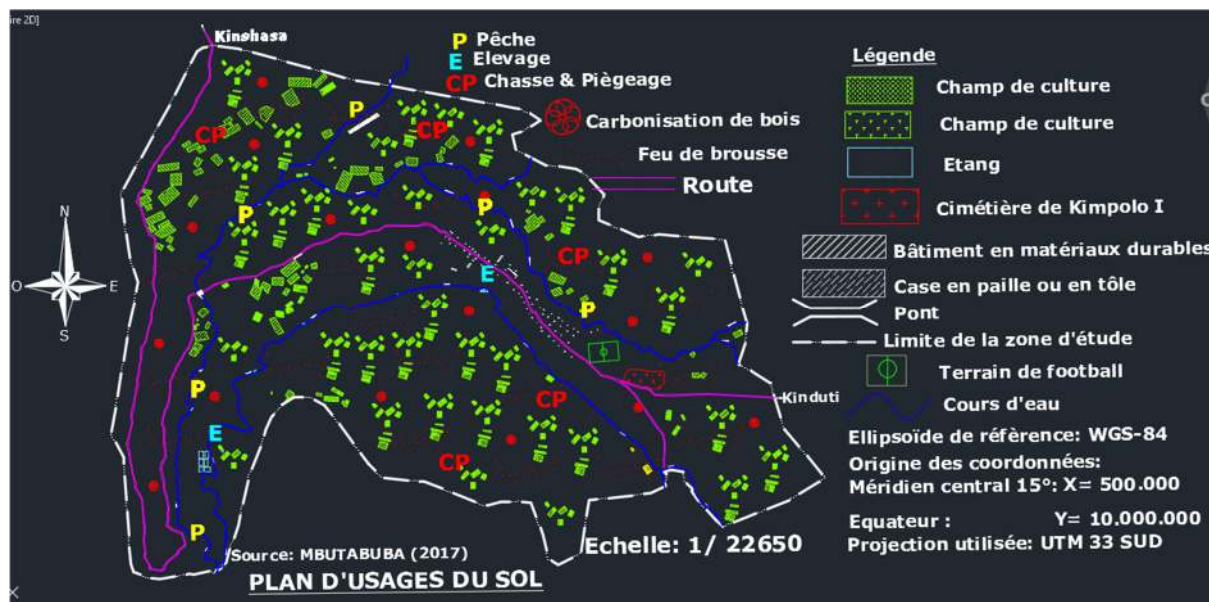 ire 2D]
Kinshasa
P Pêche
E Elevage
CP Chasse & Piègeage
Carbonisation de bois
Feu de brousse
Route
Légende
Champ de culture
Champ de culture
Etang
Cimétière de Kimpolo I
Bâtiment en matériaux durables
Case en paille ou en tôle
Pont
Limite de la zone d'étude
Terrain de football
Cours d'eau
Ellipsoïde de réfèrence: WGS-84
Origine des coordonnées:
Méridien central 15°: X= 500.000
Equateur : Y= 10.000.000
Projection utilisée: UTM 33 SUD
N
O E
S
P
CP
CP
P
P
CP
E
P
P
CP
E
CP
P
Kinduti
Source: MBUTABUBA (2017)
Echelle: 1/ 22650
PLAN D'USAGES DU SOL